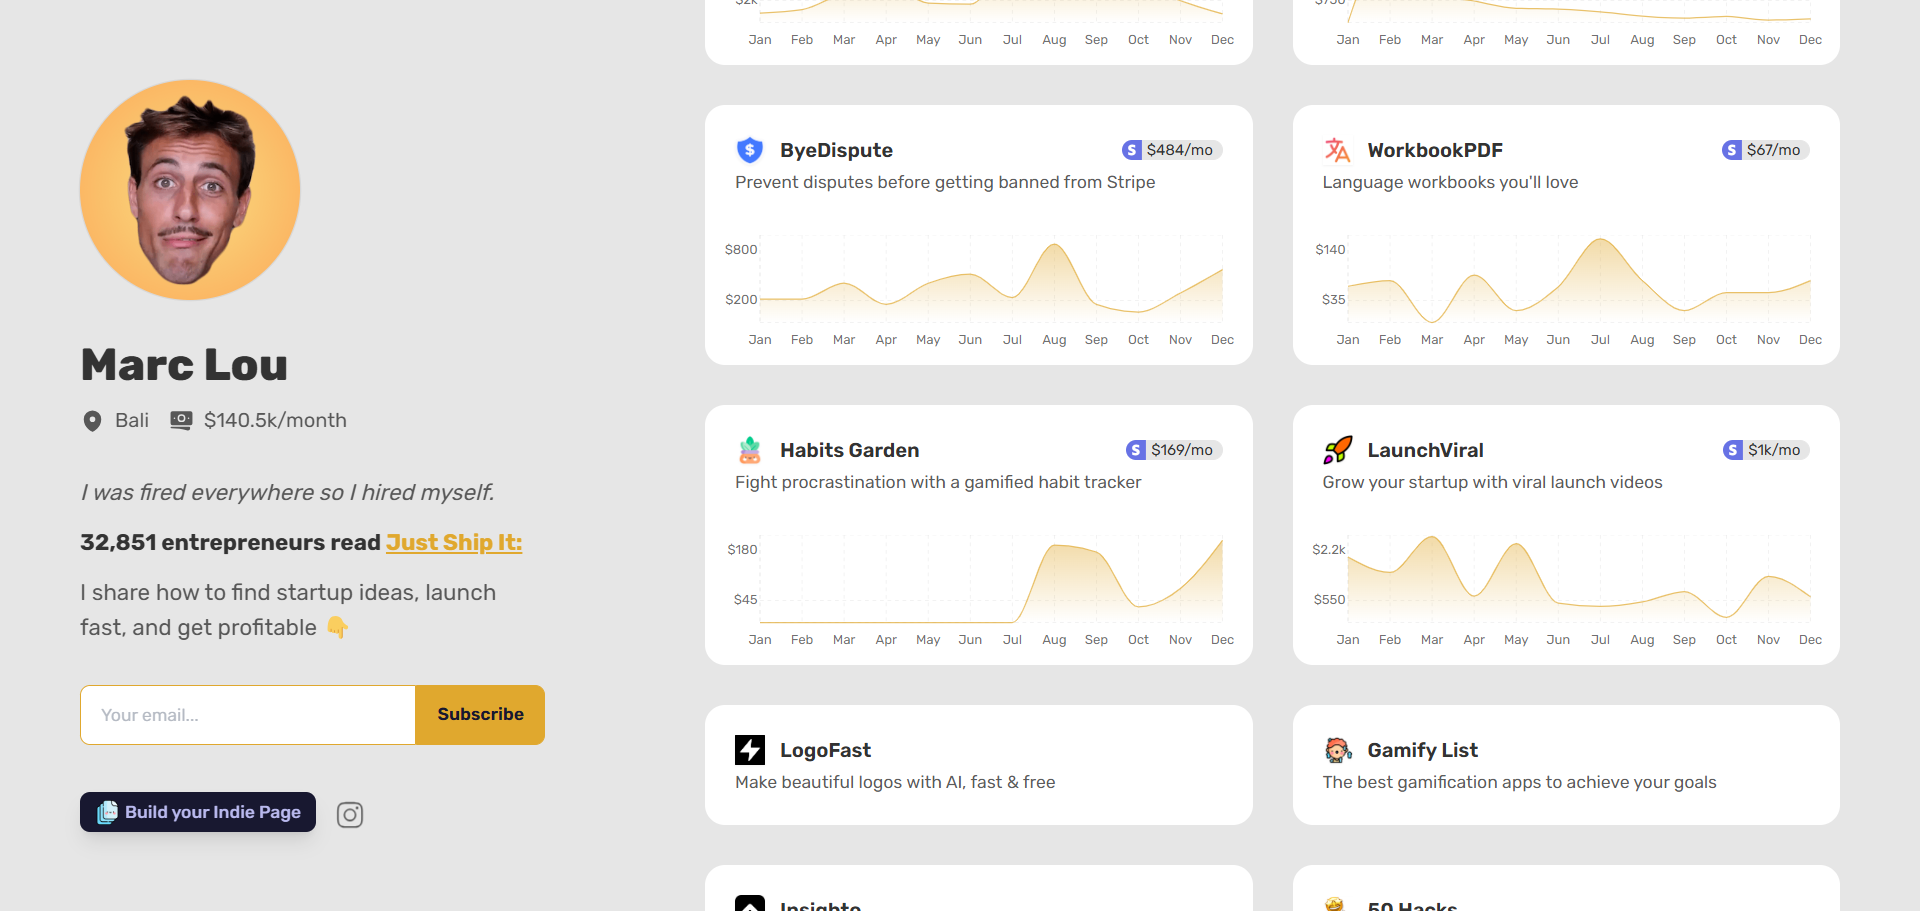 Marc Lou
Bali $140.5k/month
I was fired everywhere so I hired myself.
32,851 entrepreneurs read Just Ship It:
I share how to find startup ideas, launch
fast, and get profitable
Your email...
Subscribe
Build your Indie Page
$2k
Jan Feb Mar Apr May Jun Jul Aug Sep Oct Nov Dec
$750
Jan Feb Mar Apr May Jun Jul Aug Sep Oct Nov Dec
ByeDispute
S $484/mo
Prevent disputes before getting banned from Stripe
$800
$200
Jan Feb Mar Apr May Jun Jul Aug Sep Oct Nov Dec
WorkbookPDF
S $67/mo
Language workbooks you'll love
$140
$35
Jan Feb Mar Apr May Jun Jul Aug Sep Oct Nov Dec
Habits Garden
S $169/mo
Fight procrastination with a gamified habit tracker
$180
$45
Jan Feb Mar Apr May Jun Jul Aug Sep Oct Nov Dec
LaunchViral
S $1k/mo
Grow your startup with viral launch videos
$2.2k
$550
Jan Feb Mar Apr May Jun Jul Aug Sep Oct Nov Dec
LogoFast
Make beautiful logos with AI, fast & free
Gamify List
The best gamification apps to achieve your goals
Insighto
50 Hacks